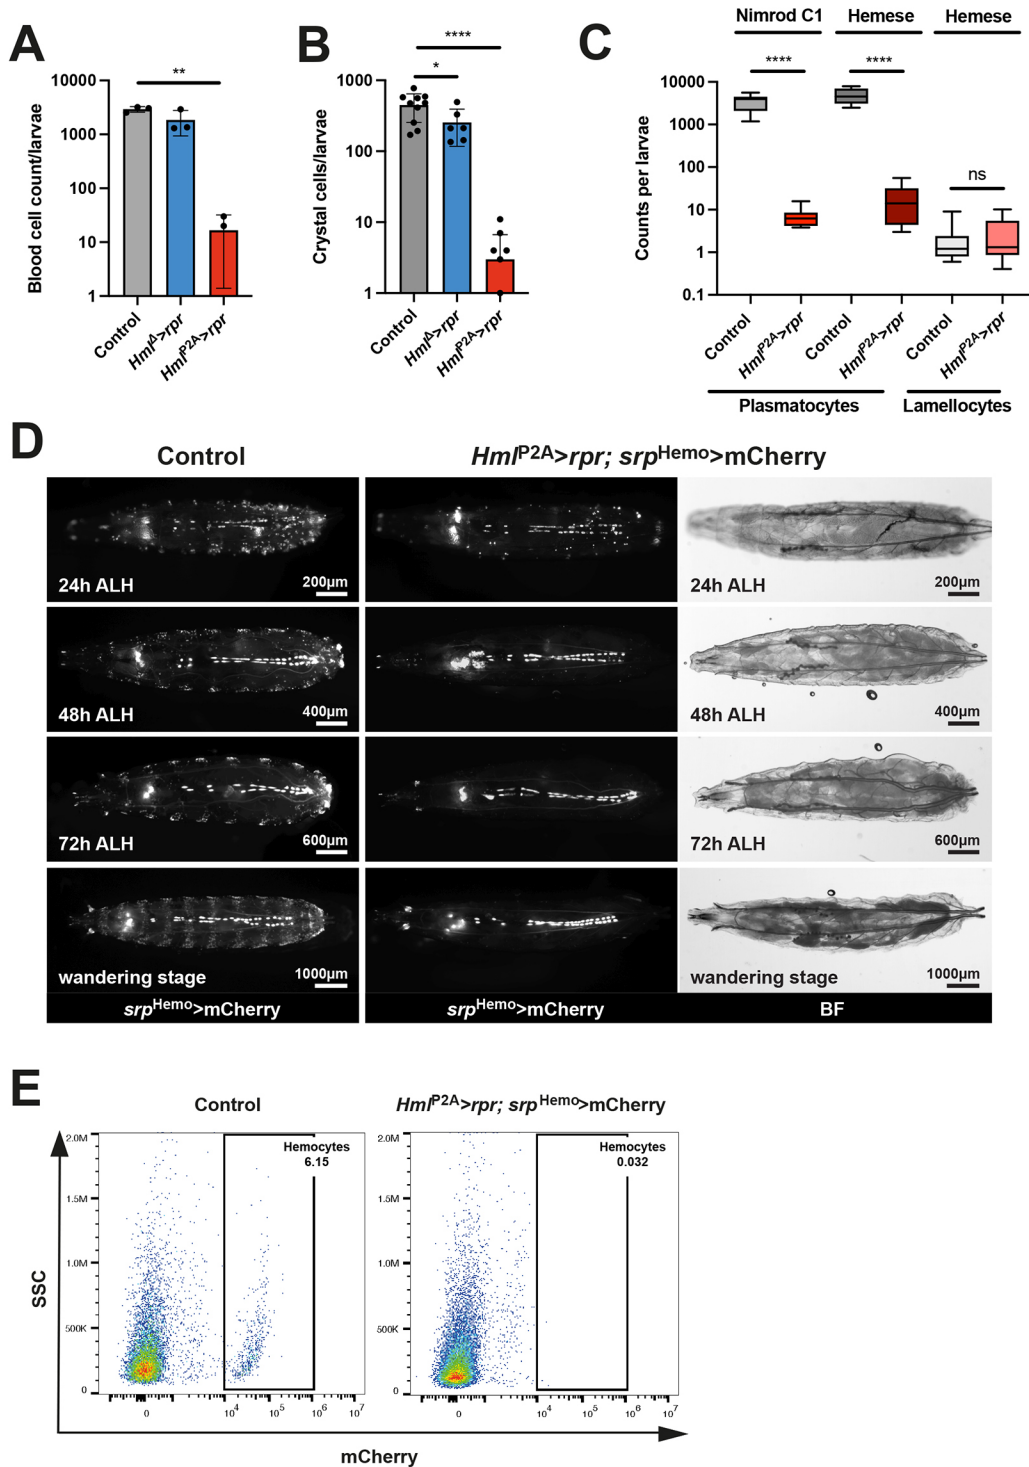 A
**
10000
1000
100
10
1
Blood cell count/larvae
Control
Hml^Δ>rpr
Hml^P2A>rpr
B
****
*
1000
100
10
1
Crystal cells/larvae
Control
Hml^Δ>rpr
Hml^P2A>rpr
C
Nimrod C1 Hemese Hemese
**** ****
ns
10000
1000
100
10
1
0.1
Counts per larvae
Control
Hml^P2A>rpr
Control
Hml^P2A>rpr
Control
Hml^P2A>rpr
Plasmatocytes Lamellocytes
D
Control Hml^P2A>rpr; srp^Hemo>mCherry
24h ALH 200µm 24h ALH 200µm
48h ALH 400µm 48h ALH 400µm
72h ALH 600µm 72h ALH 600µm
wandering stage 1000µm wandering stage 1000µm
srp^Hemo>mCherry srp^Hemo>mCherry BF
E
Control Hml^P2A>rpr; srp^Hemo>mCherry
SSC
2.0M
1.5M
1.0M
500K
0
Hemocytes
6.15
0 10^4 10^5 10^6 10^7
2.0M
1.5M
1.0M
500K
0
Hemocytes
0.032
0 10^4 10^5 10^6 10^7
mCherry